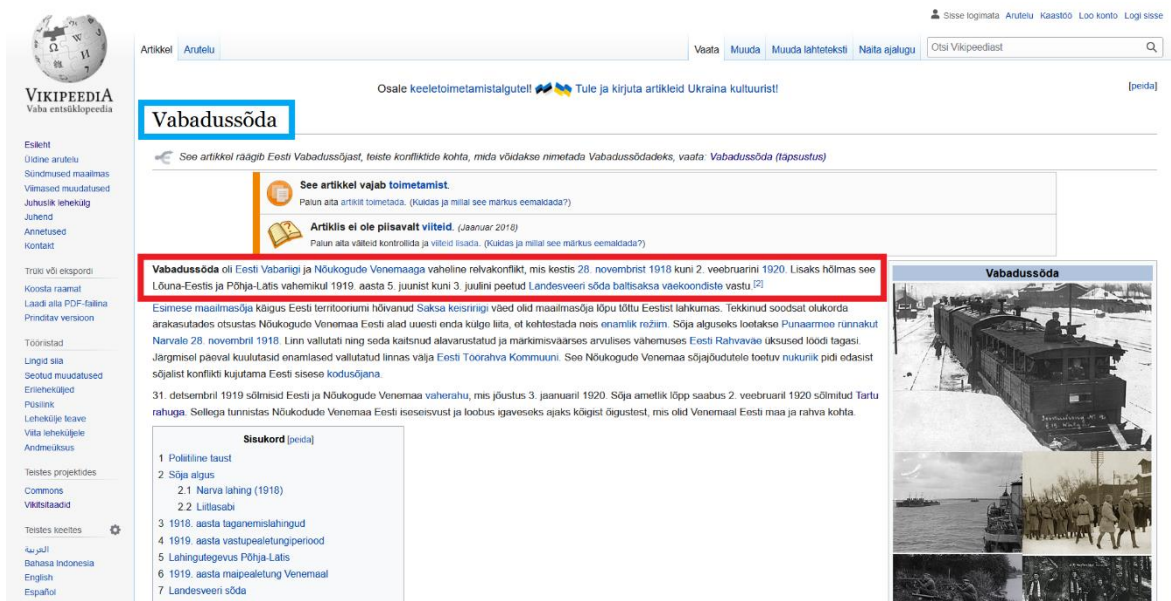 Sisse logimata Arutelu Kaastöö Loo konto Logi sisse
Artikkel Arutelu
Vaata Muuda Muuda lähteteksti Näita ajalugu
Otsi Vikipeediast
VIKIPEEDIA
Vaba entsüklopeedia
Osale keeletoimetamistalgutel! Tule ja kirjuta artikleid Ukraina kultuurist!
[peida]
Vabadussõda
See artikkel räägib Eesti Vabadussõjast, teiste konfliktide kohta, mida võidakse nimetada Vabadussõdadeks, vaata: Vabadussõda (täpsustus)
See artikkel vajab toimetamist.
Palun aita artiklit toimetada. (Kuidas ja millal see märkus eemaldada?)
Artiklis ei ole piisavalt viiteid. (Jaanuar 2018)
Palun aita väiteid kontrollida ja viiteid lisada. (Kuidas ja millal see märkus eemaldada?)
Esileht
Üldine arutelu
Sündmused maailmas
Viimased muudatused
Juhuslik lehekülg
Juhend
Annetused
Kontakt
Trüki või ekspordi
Koosta raamat
Laadi alla PDF-failina
Prinditav versioon
Tööriistad
Lingid siia
Seotud muudatused
Erileheküljed
Püsilink
Lehekülje teave
Viita leheküljele
Andmeüksus
Teistes projektides
Commons
Vikitsitaadid
Teistes keeltes
العربية
Bahasa Indonesia
English
Español
Vabadussõda oli Eesti Vabariigi ja Nõukogude Venemaaga vaheline relvakonflikt, mis kestis 28. novembrist 1918 kuni 2. veebruarini 1920. Lisaks hõlmas see
Lõuna-Eestis ja Põhja-Lätis vahemikul 1919. aasta 5. juunist kuni 3. juulini peetud Landesveeri sõda baltisaksa väekoondiste vastu.[2]
Esimese maailmasõja käigus Eesti territooriumi hõivanud Saksa keisririigi väed olid maailmasõja lõpu tõttu Eestist lahkumas. Tekkinud soodsat olukorda
ärakasutades otsustas Nõukogude Venemaa Eesti alad uuesti enda külge liita, et kehtestada neis enamlik režiim. Sõja alguseks loetakse Punaarmee rünnakut
Narvale 28. novembril 1918. Linn vallutati ning seda kaitsnud alavarustatud ja märkimisväärses arvulises vähemuses Eesti Rahvaväe üksused löödi tagasi.
Järgmisel päeval kuulutasid enamlased vallutatud linnas välja Eesti Töörahva Kommuuni. See Nõukogude Venemaa sõjajõududele toetuv nukuriik pidi edasist
sõjalist konflikti kujutama Eesti sisese kodusõjana.
31. detsembril 1919 sõlmisid Eesti ja Nõukogude Venemaa vaherahu, mis jõustus 3. jaanuaril 1920. Sõja ametlik lõpp saabus 2. veebruaril 1920 sõlmitud Tartu
rahuga. Sellega tunnistas Nõukodude Venemaa Eesti iseseisvust ja loobus igaveseks ajaks kõigist õigustest, mis olid Venemaal Eesti maa ja rahva kohta.
Sisukord [peida]
1 Poliitiline taust
2 Sõja algus
2.1 Narva lahing (1918)
2.2 Liitlasabi
3 1918. aasta taganemislahingud
4 1919. aasta vastupealetungiperiood
5 Lahingutegevus Põhja-Lätis
6 1919. aasta maipealetung Venemaal
7 Landesveeri sõda
Vabadussõda